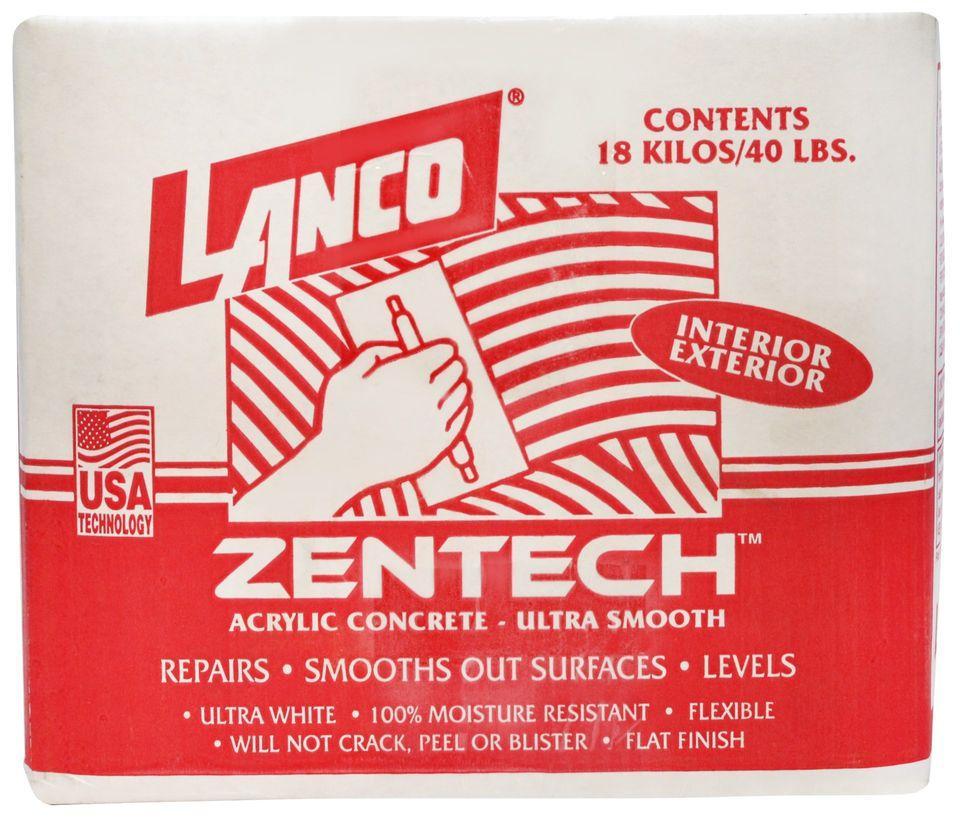 LANCO®
CONTENTS
18 KILOS/40 LBS.
INTERIOR
EXTERIOR
USA
TECHNOLOGY
ZENTECH™
ACRYLIC CONCRETE - ULTRA SMOOTH
REPAIRS • SMOOTHS OUT SURFACES • LEVELS
• ULTRA WHITE • 100% MOISTURE RESISTANT • FLEXIBLE
• WILL NOT CRACK, PEEL OR BLISTER • FLAT FINISH